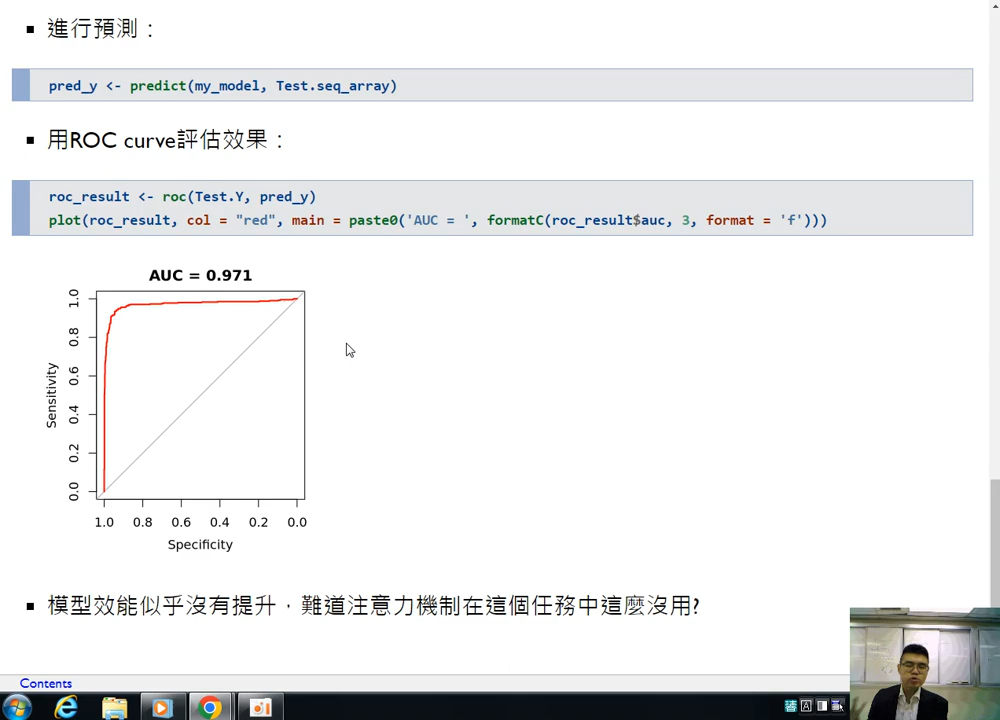 進行預測：
pred_y <- predict(my_model, Test.seq_array)
用ROC curve評估效果：
roc_result <- roc(Test.Y, pred_y)
plot(roc_result, col = "red", main = paste0('AUC = ', formatC(roc_result$auc, 3, format = 'f')))
AUC = 0.971
Sensitivity
1.0
0.8
0.6
0.4
0.2
0.0
1.0 0.8 0.6 0.4 0.2 0.0
Specificity
模型效能似乎沒有提升，難道注意力機制在這個任務中這麼沒用?
Contents